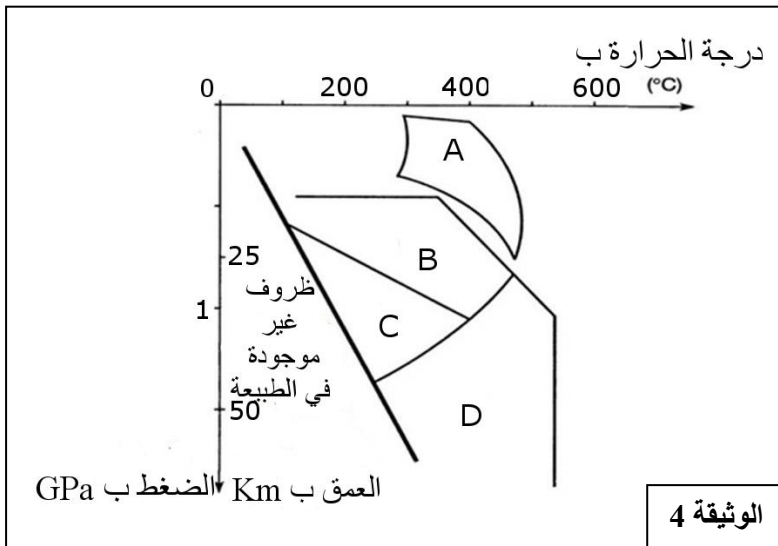 درجة الحرارة ب
0 200 400 600 (°C)
A
B
25
ظروف
غير
1
C
موجودة
في الطبيعة
50
D
الضغط ب GPa
العمق ب Km
الوثيقة 4